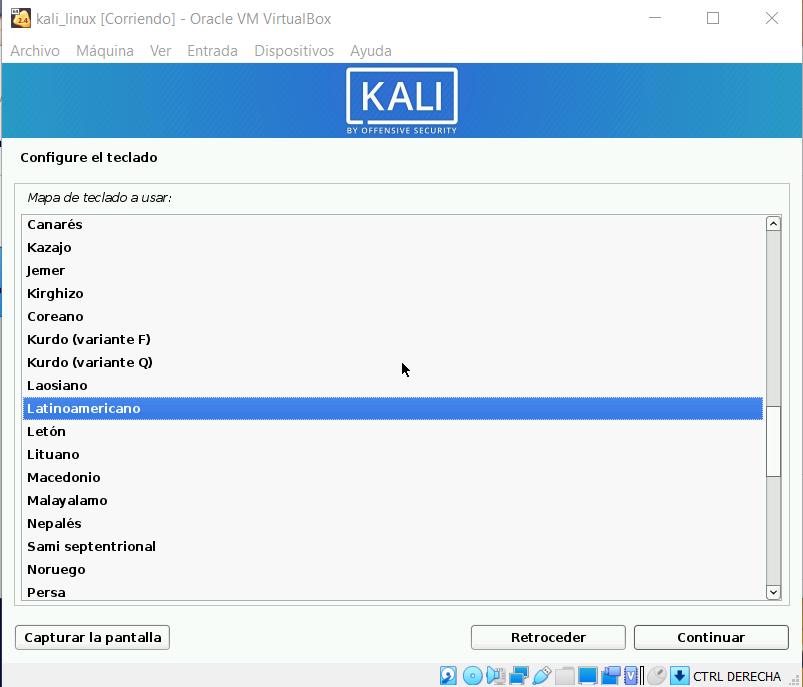 kali_linux [Corriendo] - Oracle VM VirtualBox
Archivo Máquina Ver Entrada Dispositivos Ayuda
KALI
BY OFFENSIVE SECURITY
Configure el teclado
Mapa de teclado a usar:
Canarés
Kazajo
Jemer
Kirghizo
Coreano
Kurdo (variante F)
Kurdo (variante Q)
Laosiano
Latinoamericano
Letón
Lituano
Macedonio
Malayalamo
Nepalés
Sami septentrional
Noruego
Persa
Capturar la pantalla Retroceder Continuar
CTRL DERECHA